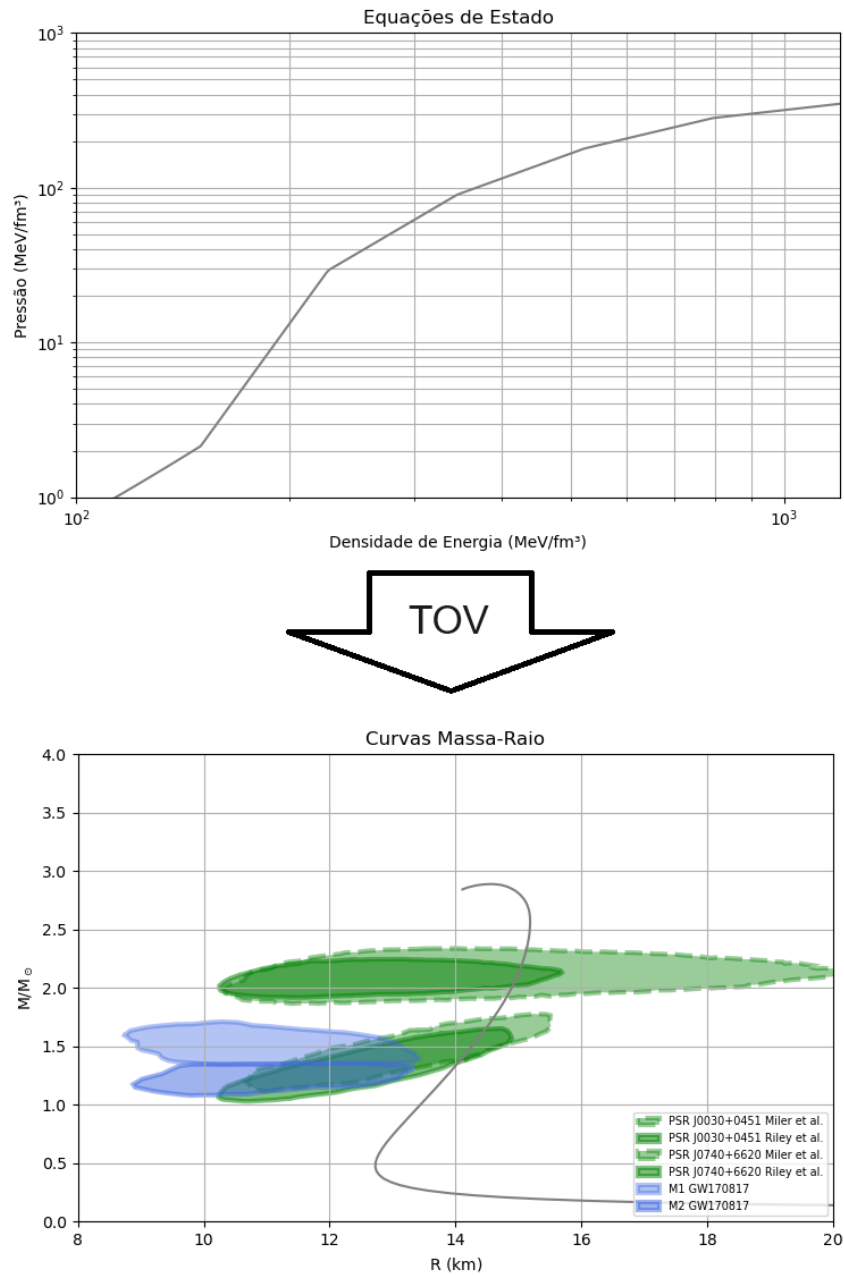 Equações de Estado
10³
10²
10¹
10⁰
Pressão (MeV/fm³)
10² 10³
Densidade de Energia (MeV/fm³)
TOV
Curvas Massa-Raio
4.0
3.5
3.0
2.5
2.0
1.5
1.0
0.5
0.0
M/M☉
PSR J0030+0451 Miler et al.
PSR J0030+0451 Riley et al.
PSR J0740+6620 Miler et al.
PSR J0740+6620 Riley et al.
M1 GW170817
M2 GW170817
8 10 12 14 16 18 20
R (km)